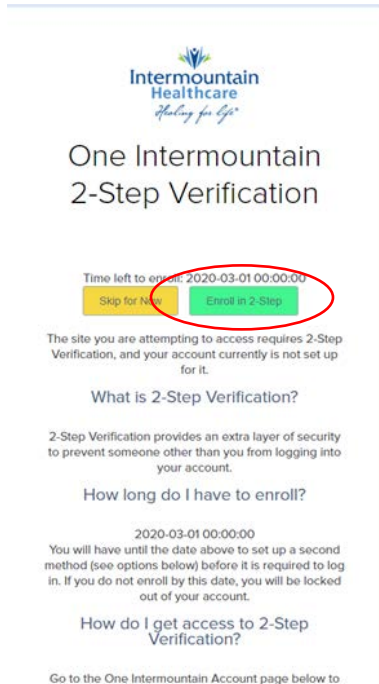 Intermountain
Healthcare
Healing for life®
One Intermountain
2-Step Verification
Time left to enroll: 2020-03-01 00:00:00
Skip for Now
Enroll in 2-Step
The site you are attempting to access requires 2-Step
Verification, and your account currently is not set up
for it.
What is 2-Step Verification?
2-Step Verification provides an extra layer of security
to prevent someone other than you from logging into
your account.
How long do I have to enroll?
2020-03-01 00:00:00
You will have until the date above to set up a second
method (see options below) before it is required to log
in. If you do not enroll by this date, you will be locked
out of your account.
How do I get access to 2-Step
Verification?
Go to the One Intermountain Account page below to